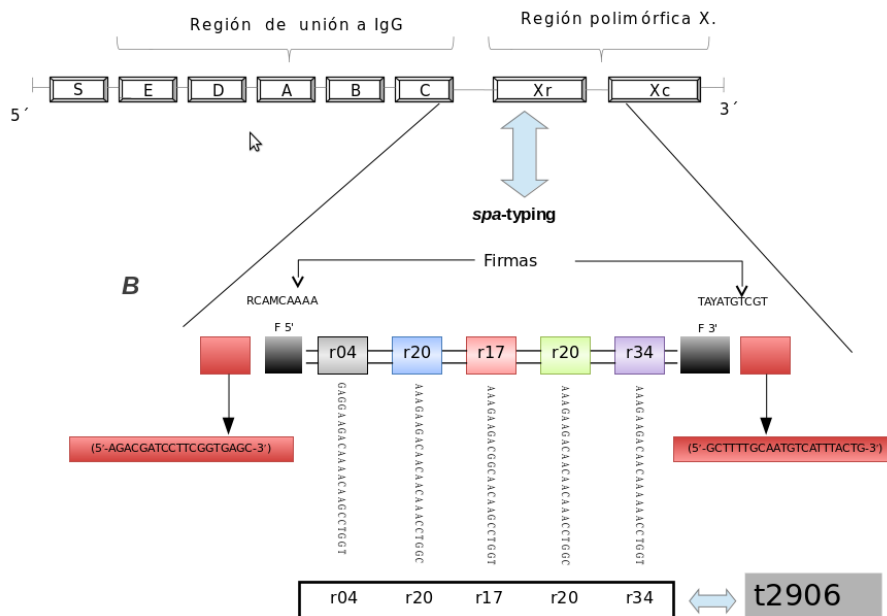 Región de unión a IgG
Región polimórfica X.
S E D A B C Xr Xc
5´
3´
spa-typing
Firmas
B
RCAMCAAAA
TAYATGTCGT
F 5'
F 3'
r04 r20 r17 r20 r34
AAAGAAGACAACAACAAACCTGGC
AAAGAAGACGGCAACAAGCCTGGT
AAAGAAGACAACAACAAACCTGGC
AAAGAAGACAACAAAAAACCTGGT
(5'-AGACGATCCTTCGGTGAGC-3')
(5'-GCTTTTGCAATGTCATTTACTG-3')
r04 r20 r17 r20 r34
t2906